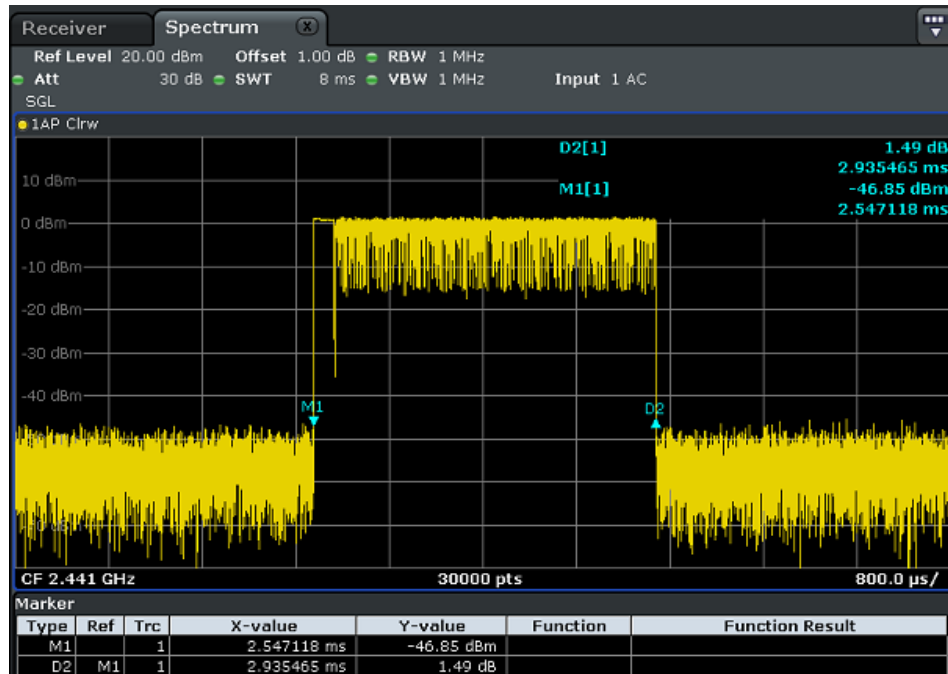 Receiver Spectrum X
Ref Level 20.00 dBm Offset 1.00 dB RBW 1 MHz
Att 30 dB SWT 8 ms VBW 1 MHz Input 1 AC
SGL
1AP Clrw
D2[1] 1.49 dB
2.935465 ms
10 dBm
M1[1] -46.85 dBm
2.547118 ms
0 dBm
-10 dBm
-20 dBm
-30 dBm
-40 dBm
M1 D2
CF 2.441 GHz 30000 pts 800.0 µs/
Marker
Type Ref Trc X-value Y-value Function Function Result
M1 1 2.547118 ms -46.85 dBm
D2 M1 1 2.935465 ms 1.49 dB